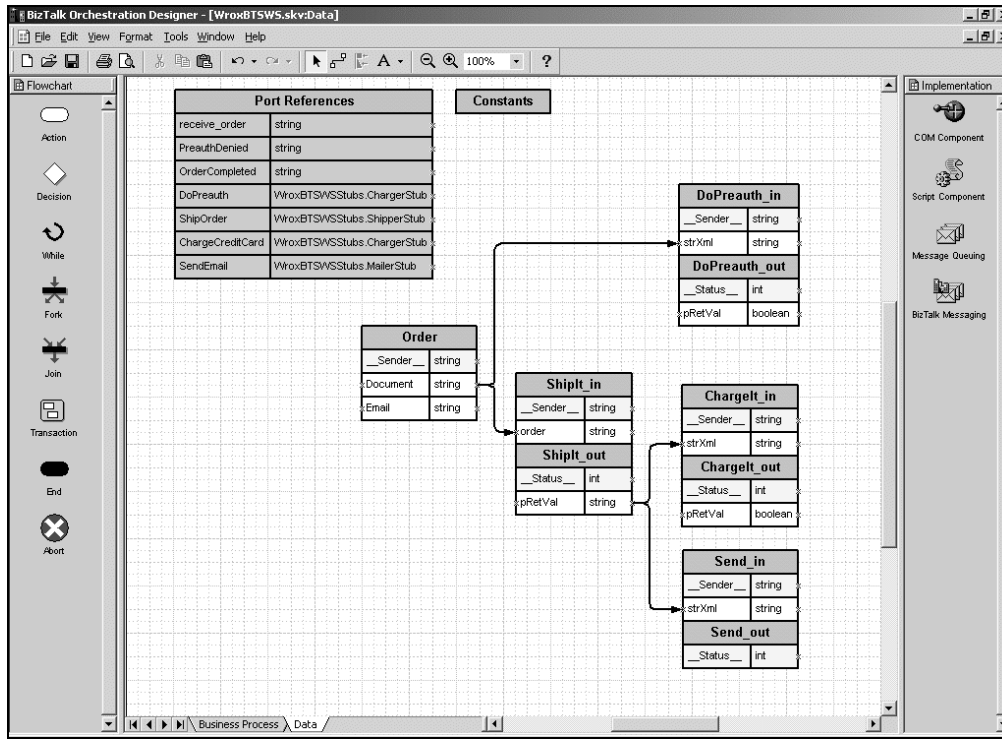 BizTalk Orchestration Designer - [WroxBTSWS.skv:Data]
File Edit View Format Tools Window Help
A 100% ?
Flowchart
Implementation
Action
Decision
While
Fork
Join
Transaction
End
Abort
Port References
receive_order string
PreauthDenied string
OrderCompleted string
DoPreauth WroxBTSWSStubs.ChargerStub
ShipOrder WroxBTSWSStubs.ShipperStub
ChargeCreditCard WroxBTSWSStubs.ChargerStub
SendEmail WroxBTSWSStubs.MailerStub
Constants
DoPreauth_in
__Sender__ string
strXml string
DoPreauth_out
__Status__ int
pRetVal boolean
Order
__Sender__ string
Document string
Email string
ShipIt_in
__Sender__ string
order string
ShipIt_out
__Status__ int
pRetVal string
ChargeIt_in
__Sender__ string
strXml string
ChargeIt_out
__Status__ int
pRetVal boolean
Send_in
__Sender__ string
strXml string
Send_out
__Status__ int
COM Component
Script Component
Message Queuing
BizTalk Messaging
Business Process Data